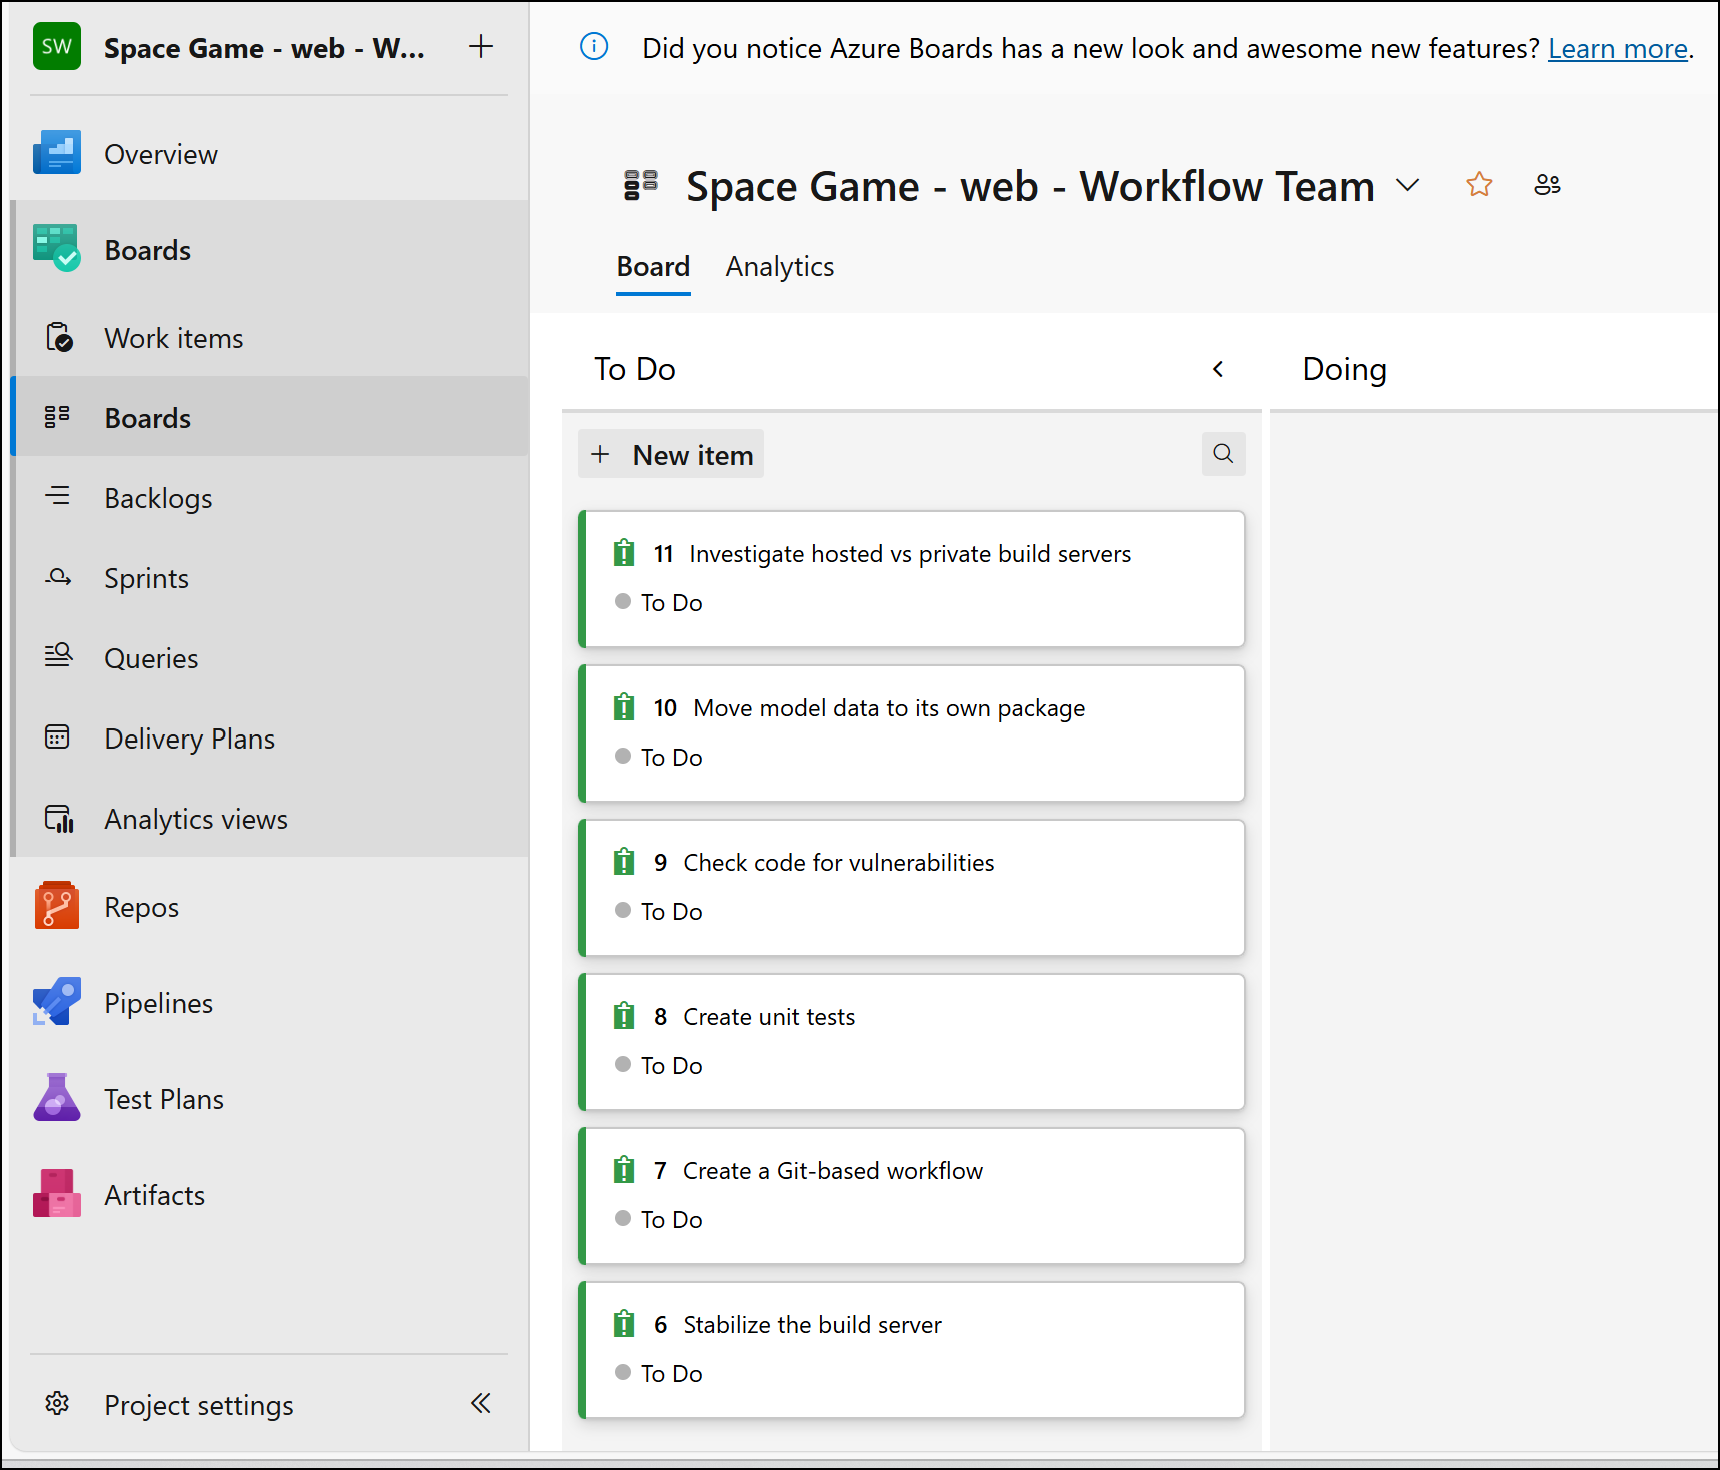 SW
Space Game - web - W...
Overview
Boards
Work items
Boards
Backlogs
Sprints
Queries
Delivery Plans
Analytics views
Repos
Pipelines
Test Plans
Artifacts
Project settings
Did you notice Azure Boards has a new look and awesome new features? Learn more.
Space Game - web - Workflow Team
Board Analytics
To Do
Doing
New item
11 Investigate hosted vs private build servers
To Do
10 Move model data to its own package
To Do
9 Check code for vulnerabilities
To Do
8 Create unit tests
To Do
7 Create a Git-based workflow
To Do
6 Stabilize the build server
To Do